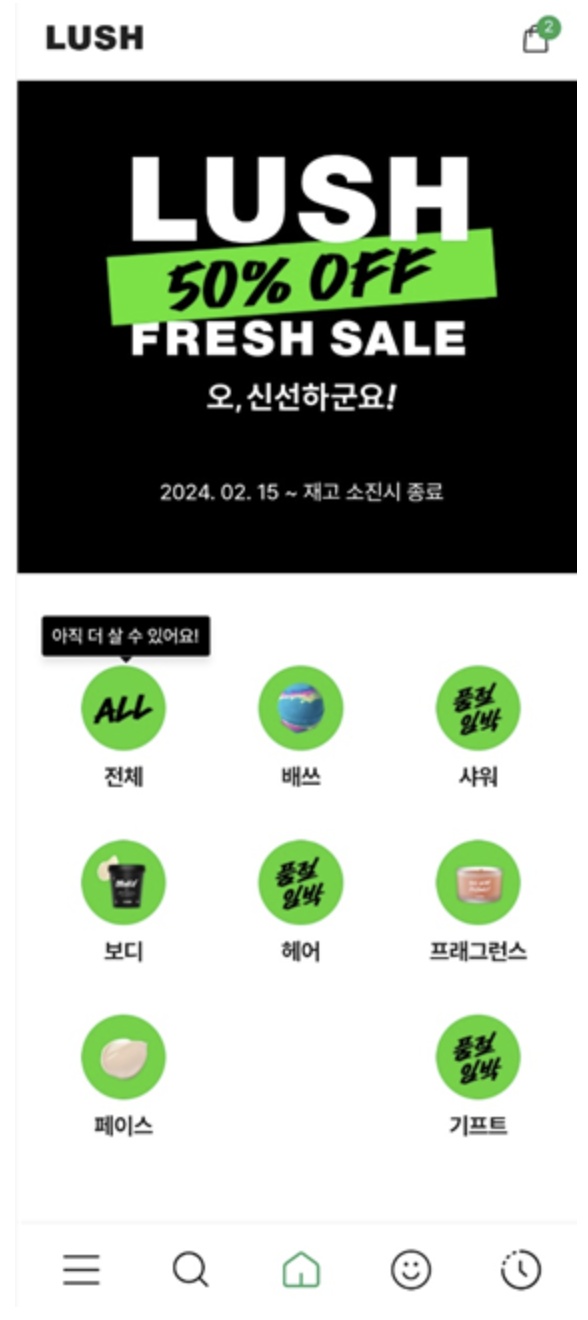 LUSH
2
LUSH
50% OFF
FRESH SALE
오, 신선하군요!
2024. 02. 15 ~ 재고 소진시 종료
아직 더 살 수 있어요!
ALL
품절
임박
전체
배쓰
샤워
품절
임박
보디
헤어
프래그런스
품절
임박
페이스
기프트